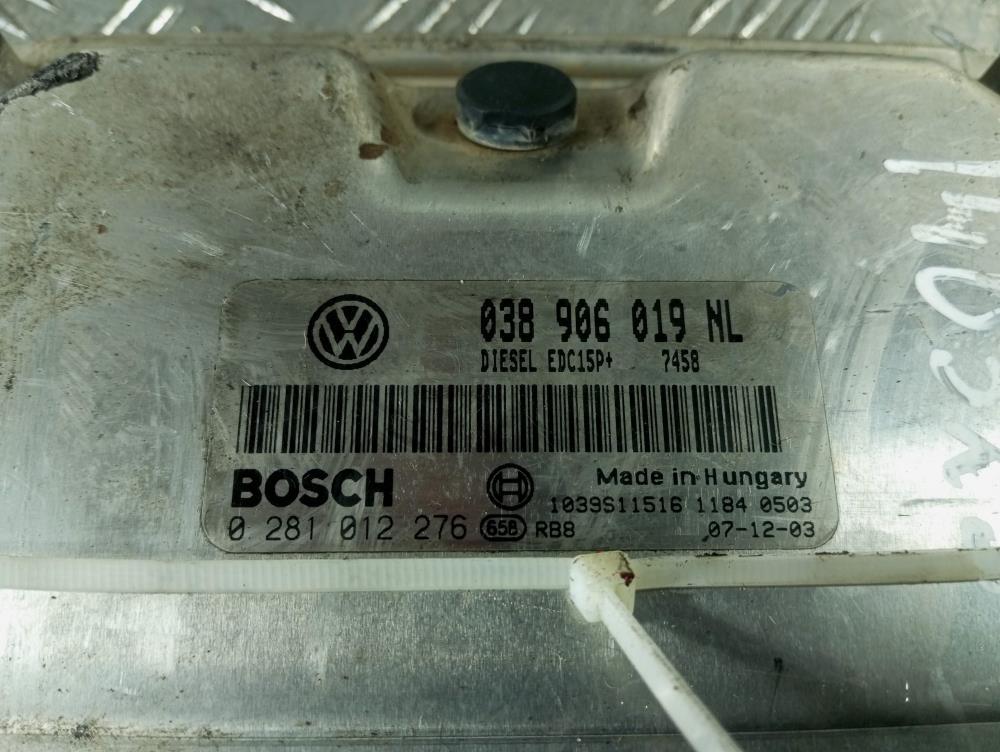 038 906 019 NL
DIESEL EDC15P+ 7458
BOSCH
Made in Hungary
1039S11516 1184 0503
0 281 012 276 65B RB8
07-12-03